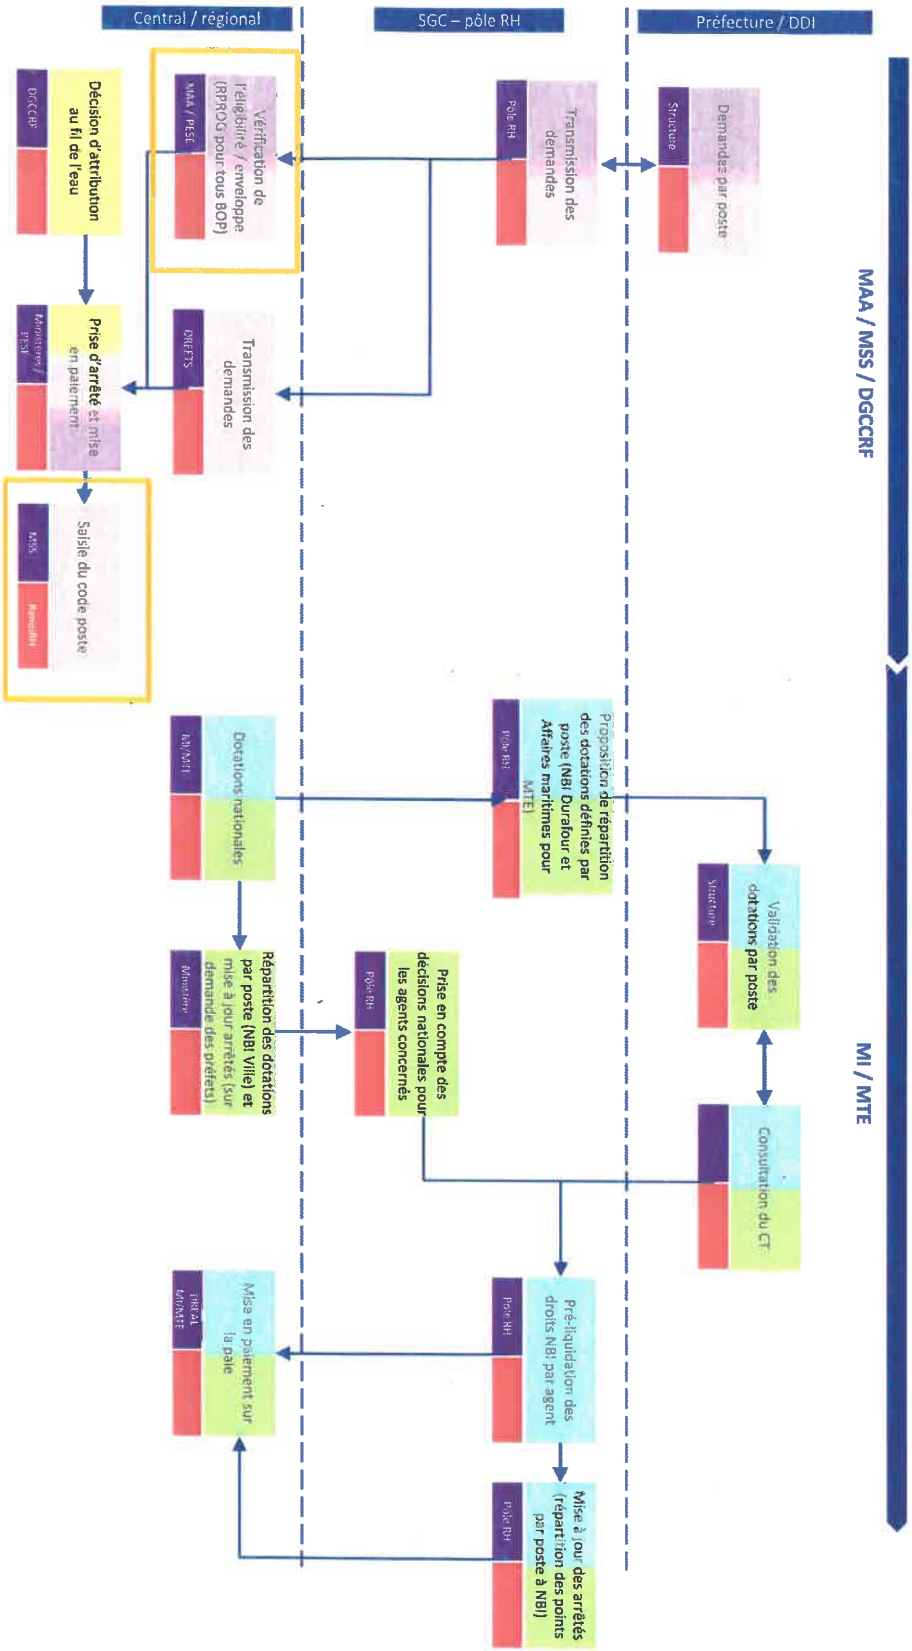 MAA / MSS / DGCCRF
MI / MTE
Préfecture / DDI
Demandes par poste
Structure
Validation des
dotations par poste
Structure
Consultation du CT
SGC – pôle RH
Transmission des
demandes
Pôle RH
Proposition de répartition
des dotations définies par
poste (NBI Durafour et
Affaires maritimes pour
MTE)
Pôle RH
Prise en compte des
décisions nationales pour
les agents concernés
Pôle RH
Pré-liquidation des
droits NBI par agent
Pôle RH
Mise à jour des arrêtés
(répartition des points
par poste à NBI)
Pôle RH
Central / régional
Vérification de
l'éligibilité / enveloppe
(RPROG pour tous BOP)
MAA / PESE
Transmission des
demandes
DREETS
Dotations nationales
MI/MTE
Répartition des dotations
par poste (NBI Ville) et
mise à jour arrêtés (sur
demande des préfets)
Ministère
Mise en paiement sur
la paie
DREAL
MI/MTE
Décision d'attribution
au fil de l'eau
DGCCRF
Prise d'arrêté et mise
en paiement
Ministères /
PESE
Saisie du code poste
MSS
RenoiRH